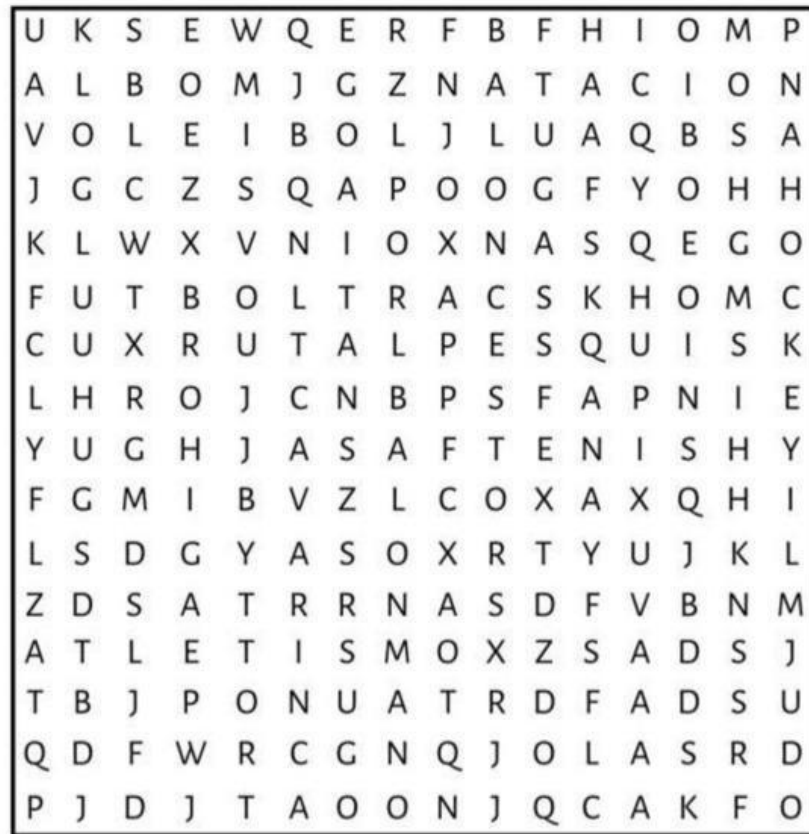 U K S E W Q E R F B F H I O M P
A L B O M J G Z N A T A C I O N
V O L E I B O L J L U A Q B S A
J G C Z S Q A P O O G F Y O H H
K L W X V N I O X N A S Q E G O
F U T B O L T R A C S K H O M C
C U X R U T A L P E S Q U I S K
L H R O J C N B P S F A P N I E
Y U G H J A S A F T E N I S H Y
F G M I B V Z L C O X A X Q H I
L S D G Y A S O X R T Y U J K L
Z D S A T R R N A S D F V B N M
A T L E T I S M O X Z S A D S J
T B J P O N U A T R D F A D S U
Q D F W R C G N Q J O L A S R D
P J D J T A O O N J Q C A K F O